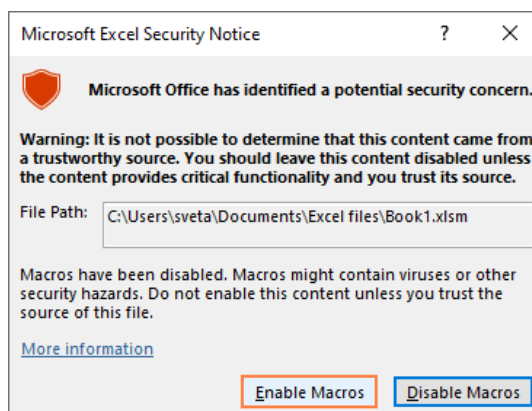 Microsoft Excel Security Notice ? ×
Microsoft Office has identified a potential security concern.
Warning: It is not possible to determine that this content came from
a trustworthy source. You should leave this content disabled unless
the content provides critical functionality and you trust its source.
File Path: C:\Users\sveta\Documents\Excel files\Book1.xlsm
Macros have been disabled. Macros might contain viruses or other
security hazards. Do not enable this content unless you trust the
source of this file.
More information
Enable Macros Disable Macros